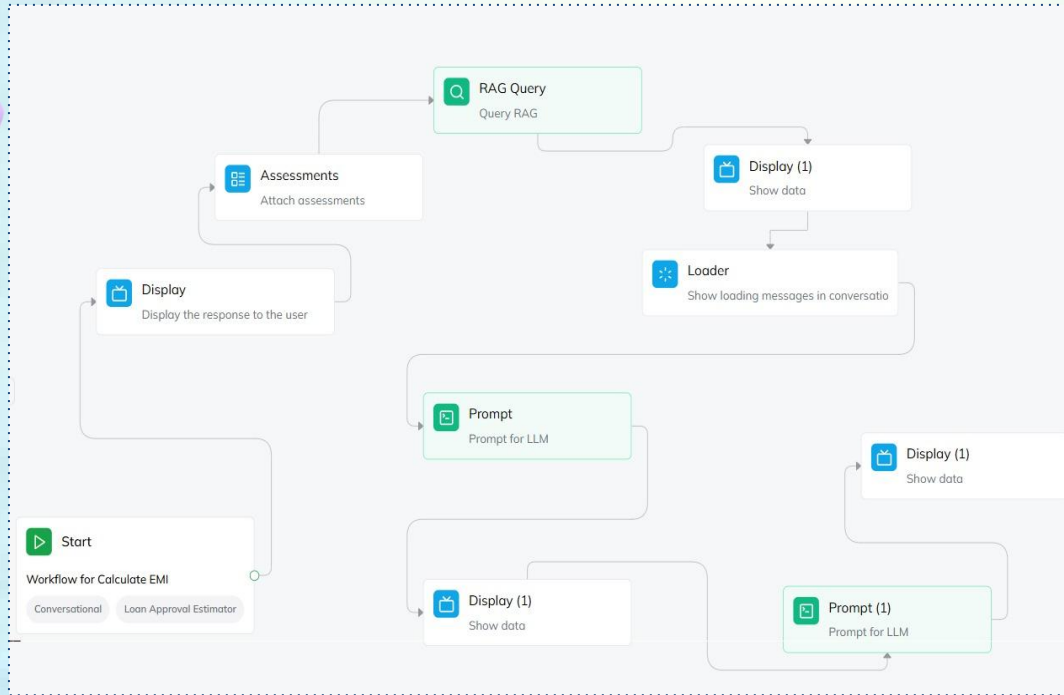 RAG Query
Query RAG
Assessments
Attach assessments
Display (1)
Show data
Loader
Show loading messages in conversatio
Display
Display the response to the user
Prompt
Prompt for LLM
Display (1)
Show data
Start
Workflow for Calculate EMI
Conversational
Loan Approval Estimator
Display (1)
Show data
Prompt (1)
Prompt for LLM